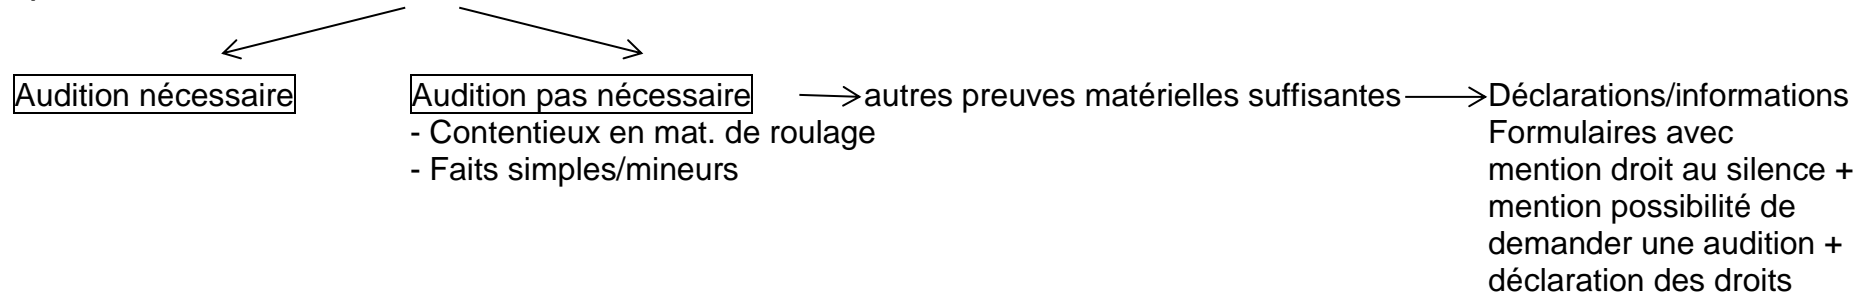 Audition nécessaire
Audition pas nécessaire
- Contentieux en mat. de roulage
- Faits simples/mineurs
autres preuves matérielles suffisantes
Déclarations/informations
Formulaires avec
mention droit au silence +
mention possibilité de
demander une audition +
déclaration des droits